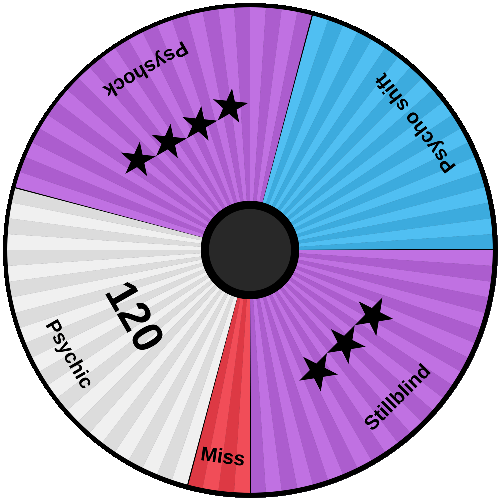 Psyshock
★★★★
Psycho shift
Stillblind
★★★
Miss
Psychic
120